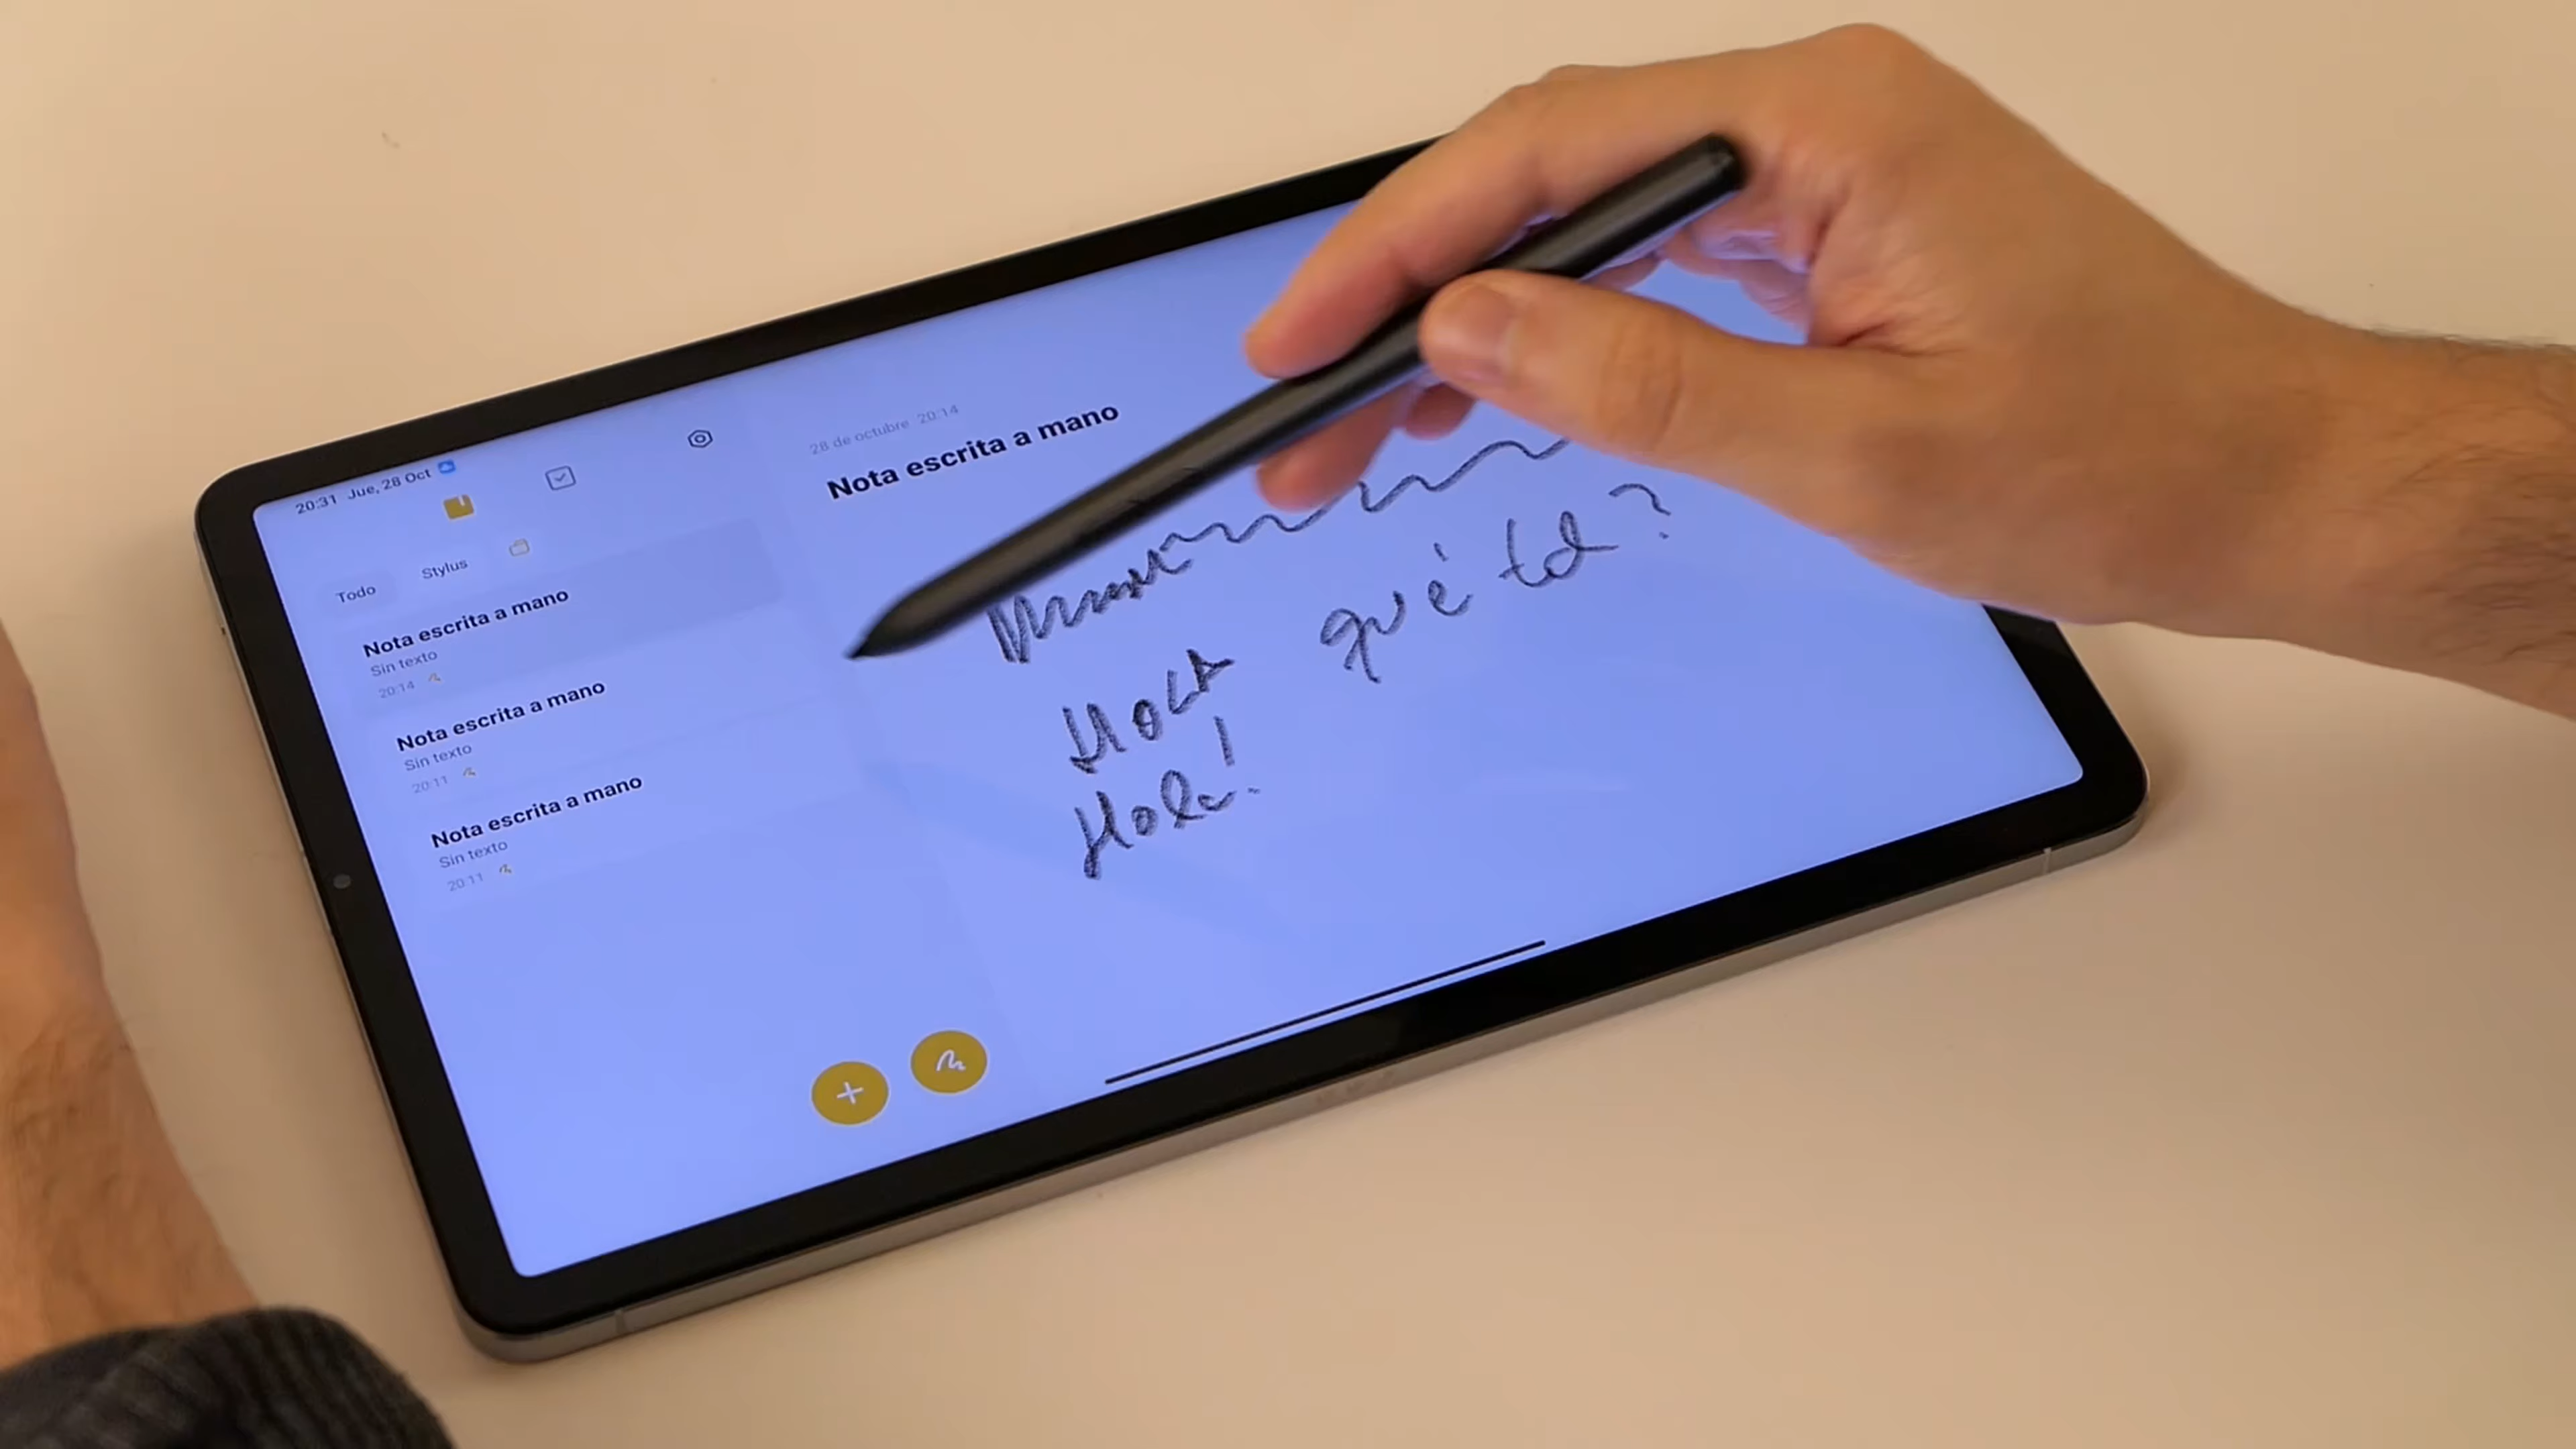 20:31 Jue, 28 Oct
Todo
Stylus
Nota escrita a mano
Sin texto
20:14
Nota escrita a mano
Sin texto
20:11
Nota escrita a mano
Sin texto
20:11
28 de octubre 20:14
Nota escrita a mano
HOLA qué tal?
Hola!